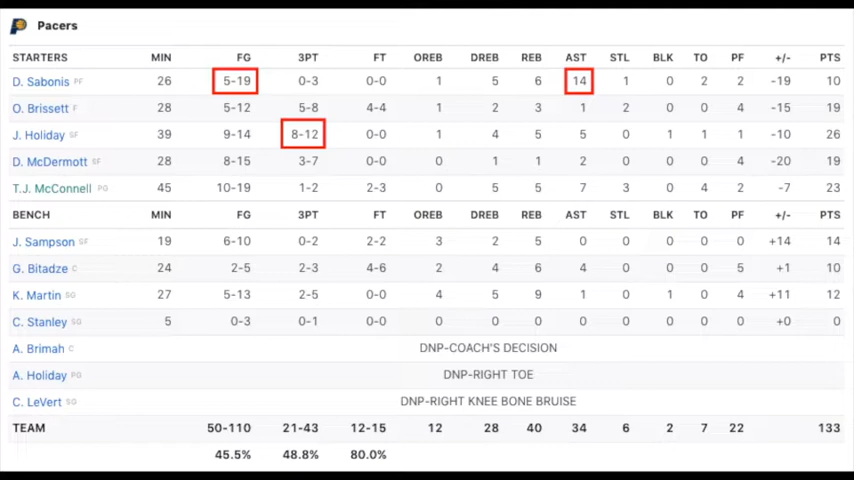 Pacers
STARTERS MIN FG 3PT FT OREB DREB REB AST STL BLK TO PF +/- PTS
D. Sabonis PF 26 5-19 0-3 0-0 1 5 6 14 1 0 2 2 -19 10
O. Brissett F 28 5-12 5-8 4-4 1 2 3 1 2 0 0 4 -15 19
J. Holiday SF 39 9-14 8-12 0-0 1 4 5 5 0 1 1 1 -10 26
D. McDermott SF 28 8-15 3-7 0-0 0 1 1 2 0 0 0 4 -20 19
T.J. McConnell PG 45 10-19 1-2 2-3 0 5 5 7 3 0 4 2 -7 23
BENCH MIN FG 3PT FT OREB DREB REB AST STL BLK TO PF +/- PTS
J. Sampson SF 19 6-10 0-2 2-2 3 2 5 0 0 0 0 0 +14 14
G. Bitadze C 24 2-5 2-3 4-6 2 4 6 4 0 0 0 5 +1 10
K. Martin SG 27 5-13 2-5 0-0 4 5 9 1 0 1 0 4 +11 12
C. Stanley SG 5 0-3 0-1 0-0 0 0 0 0 0 0 0 0 +0 0
A. Brimah C DNP-COACH'S DECISION
A. Holiday PG DNP-RIGHT TOE
C. LeVert SG DNP-RIGHT KNEE BONE BRUISE
TEAM 50-110 21-43 12-15 12 28 40 34 6 2 7 22 133
45.5% 48.8% 80.0%